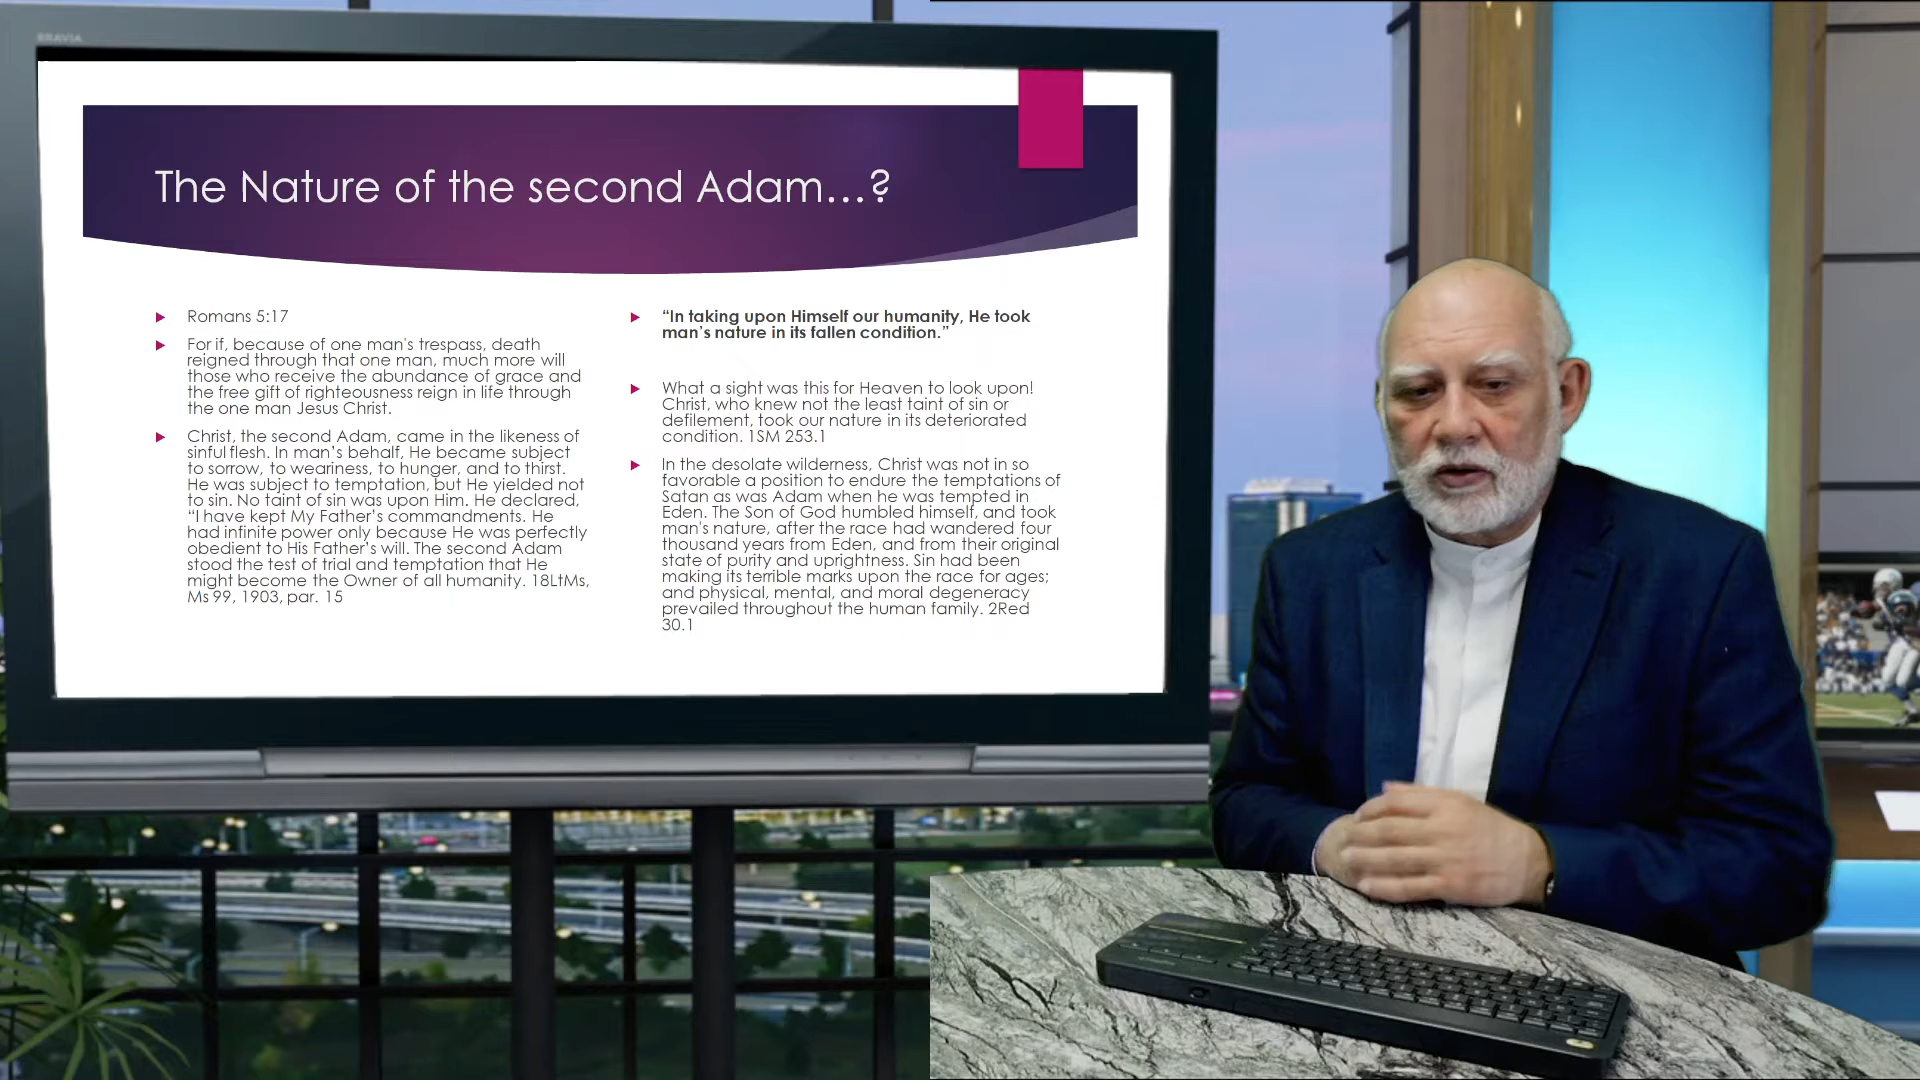 BRAVIA
The Nature of the second Adam...?
Romans 5:17
For if, because of one man's trespass, death
reigned through that one man, much more will
those who receive the abundance of grace and
the free gift of righteousness reign in life through
the one man Jesus Christ.
Christ, the second Adam, came in the likeness of
sinful flesh. In man’s behalf, He became subject
to sorrow, to weariness, to hunger, and to thirst.
He was subject to temptation, but He yielded not
to sin. No taint of sin was upon Him. He declared,
“I have kept My Father’s commandments. He
had infinite power only because He was perfectly
obedient to His Father’s will. The second Adam
stood the test of trial and temptation that He
might become the Owner of all humanity. 18LtMs,
Ms 99, 1903, par. 15
“In taking upon Himself our humanity, He took
man’s nature in its fallen condition.”
What a sight was this for Heaven to look upon!
Christ, who knew not the least taint of sin or
defilement, took our nature in its deteriorated
condition. 1SM 253.1
In the desolate wilderness, Christ was not in so
favorable a position to endure the temptations of
Satan as was Adam when he was tempted in
Eden. The Son of God humbled himself, and took
man's nature, after the race had wandered four
thousand years from Eden, and from their original
state of purity and uprightness. Sin had been
making its terrible marks upon the race for ages;
and physical, mental, and moral degeneracy
prevailed throughout the human family. 2Red
30.1